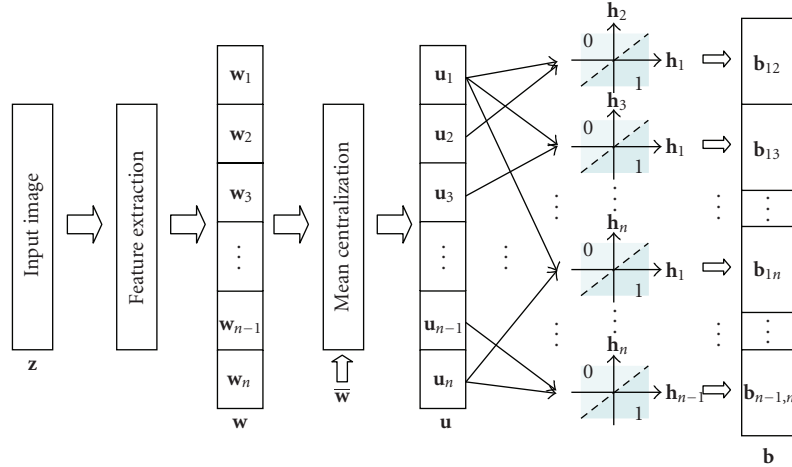 Input image
z
Feature extraction
w₁
w₂
w₃
⋮
wₙ₋₁
wₙ
w
Mean centralization
w̅
u₁
u₂
u₃
⋮
uₙ₋₁
uₙ
u
⋮
h₂
0
1
h₁
h₃
0
1
h₁
⋮
⋮
hₙ
0
1
h₁
⋮
⋮
hₙ
0
1
hₙ₋₁
b₁₂
b₁₃
⋮
b₁ₙ
⋮
bₙ₋₁,ₙ
b